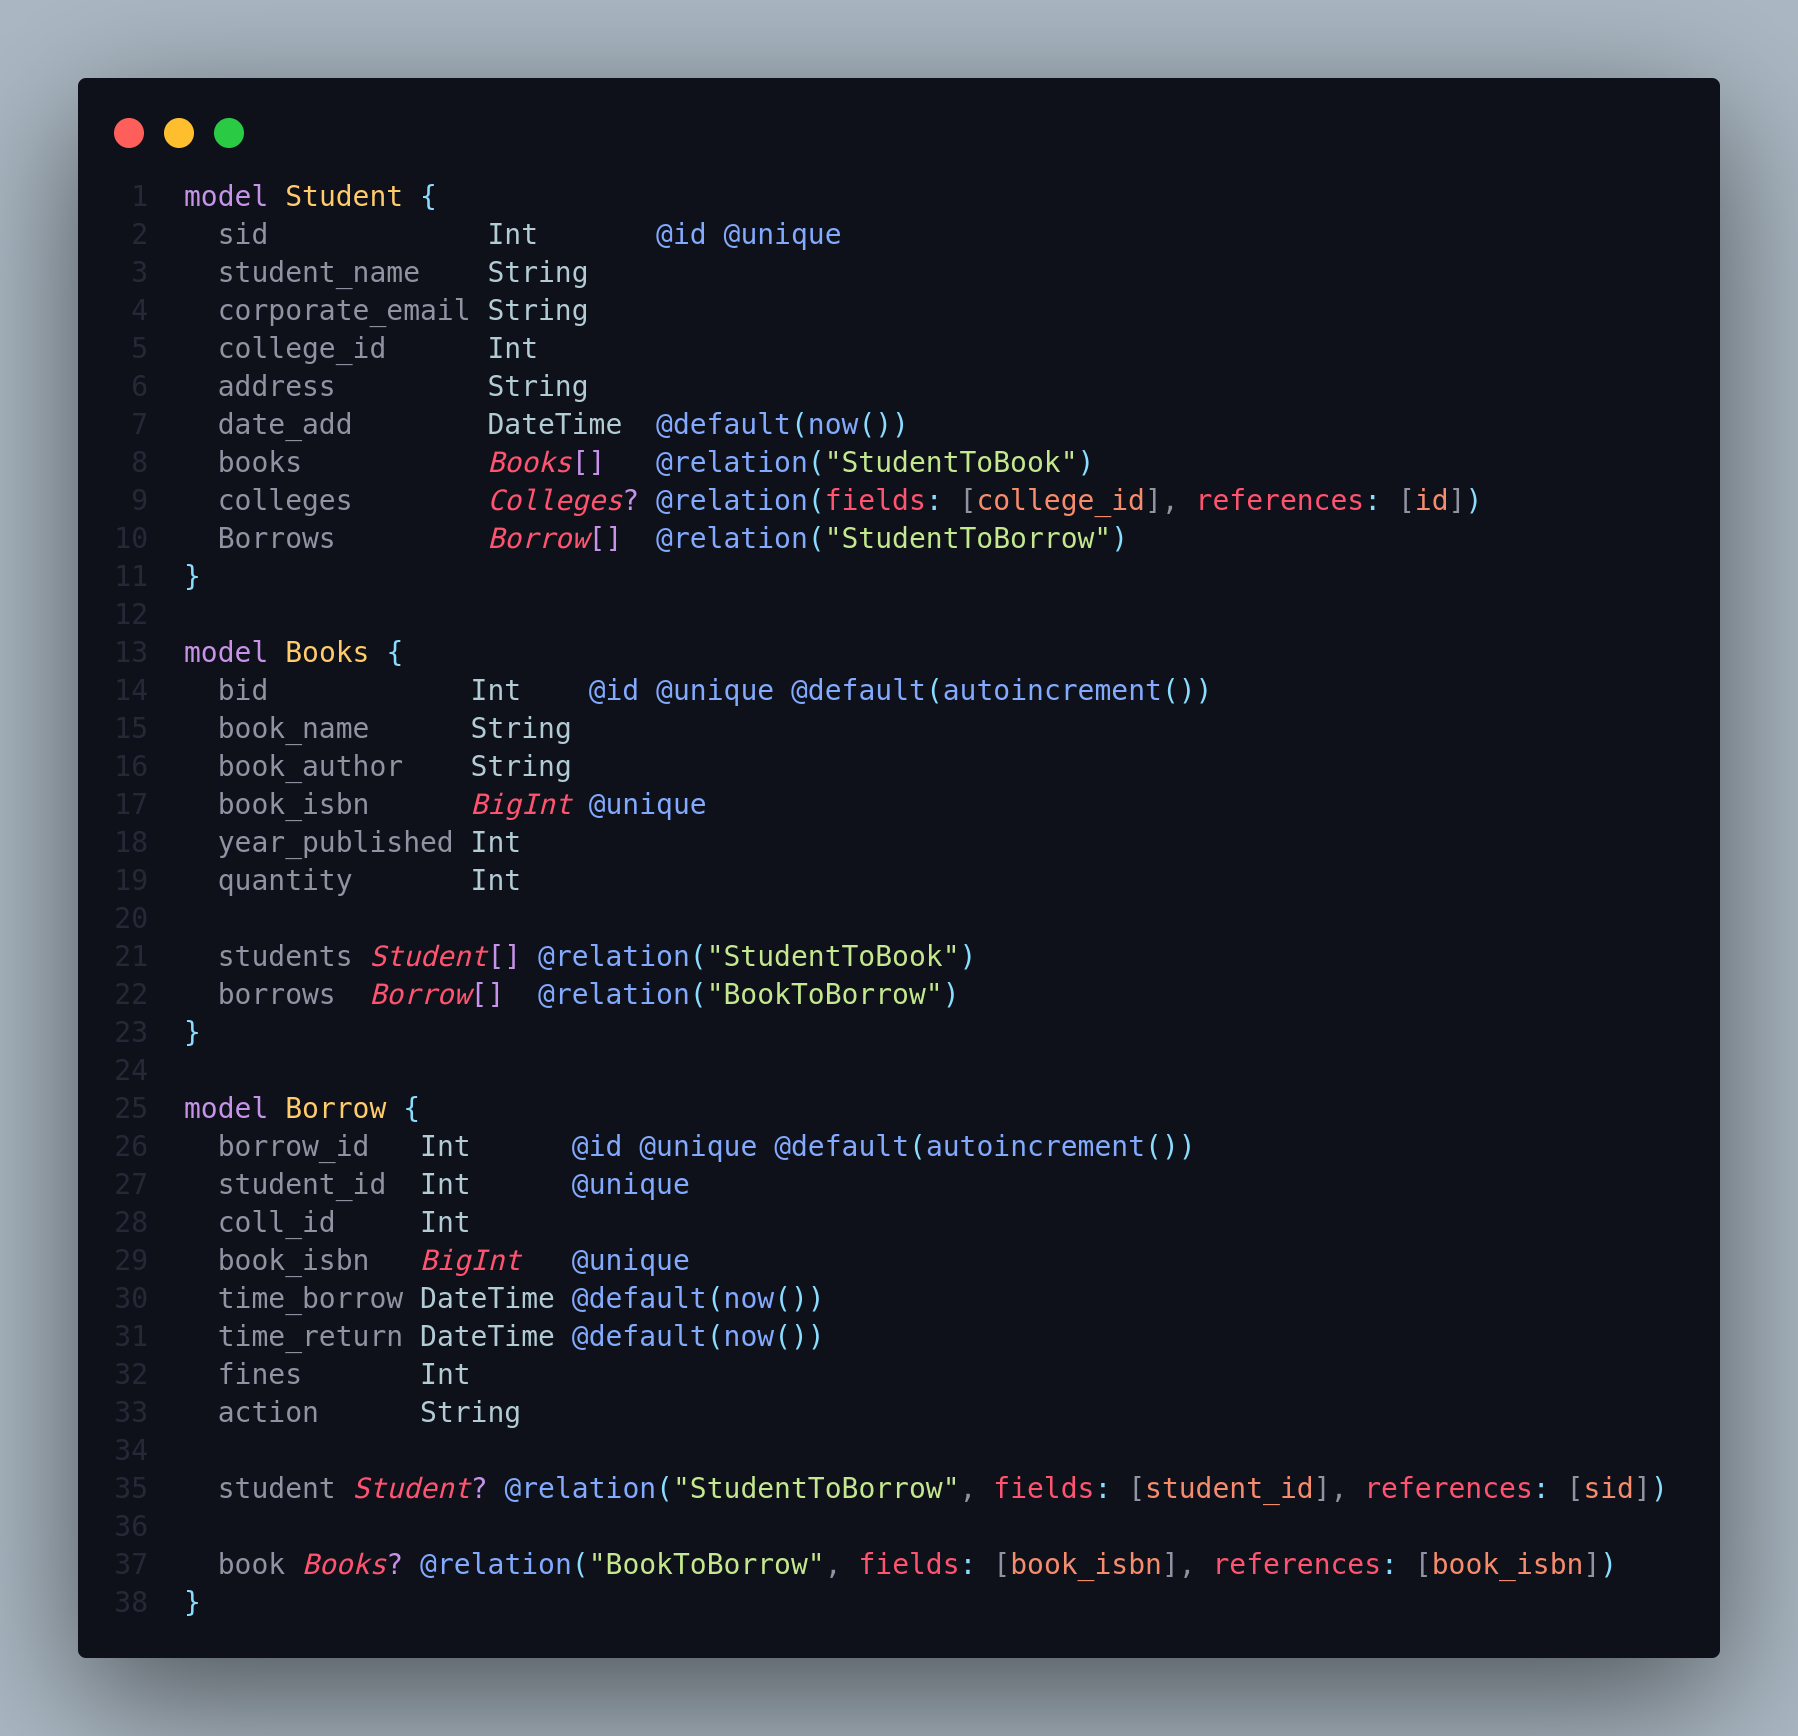 1 model Student {
2   sid             Int       @id @unique
3   student_name    String
4   corporate_email String
5   college_id      Int
6   address         String
7   date_add        DateTime  @default(now())
8   books           Books[]   @relation("StudentToBook")
9   colleges        Colleges? @relation(fields: [college_id], references: [id])
10   Borrows         Borrow[]  @relation("StudentToBorrow")
11 }
12
13 model Books {
14   bid            Int    @id @unique @default(autoincrement())
15   book_name      String
16   book_author    String
17   book_isbn      BigInt @unique
18   year_published Int
19   quantity       Int
20
21   students Student[] @relation("StudentToBook")
22   borrows  Borrow[]  @relation("BookToBorrow")
23 }
24
25 model Borrow {
26   borrow_id   Int      @id @unique @default(autoincrement())
27   student_id  Int      @unique
28   coll_id     Int
29   book_isbn   BigInt   @unique
30   time_borrow DateTime @default(now())
31   time_return DateTime @default(now())
32   fines       Int
33   action      String
34
35   student Student? @relation("StudentToBorrow", fields: [student_id], references: [sid])
36
37   book Books? @relation("BookToBorrow", fields: [book_isbn], references: [book_isbn])
38 }